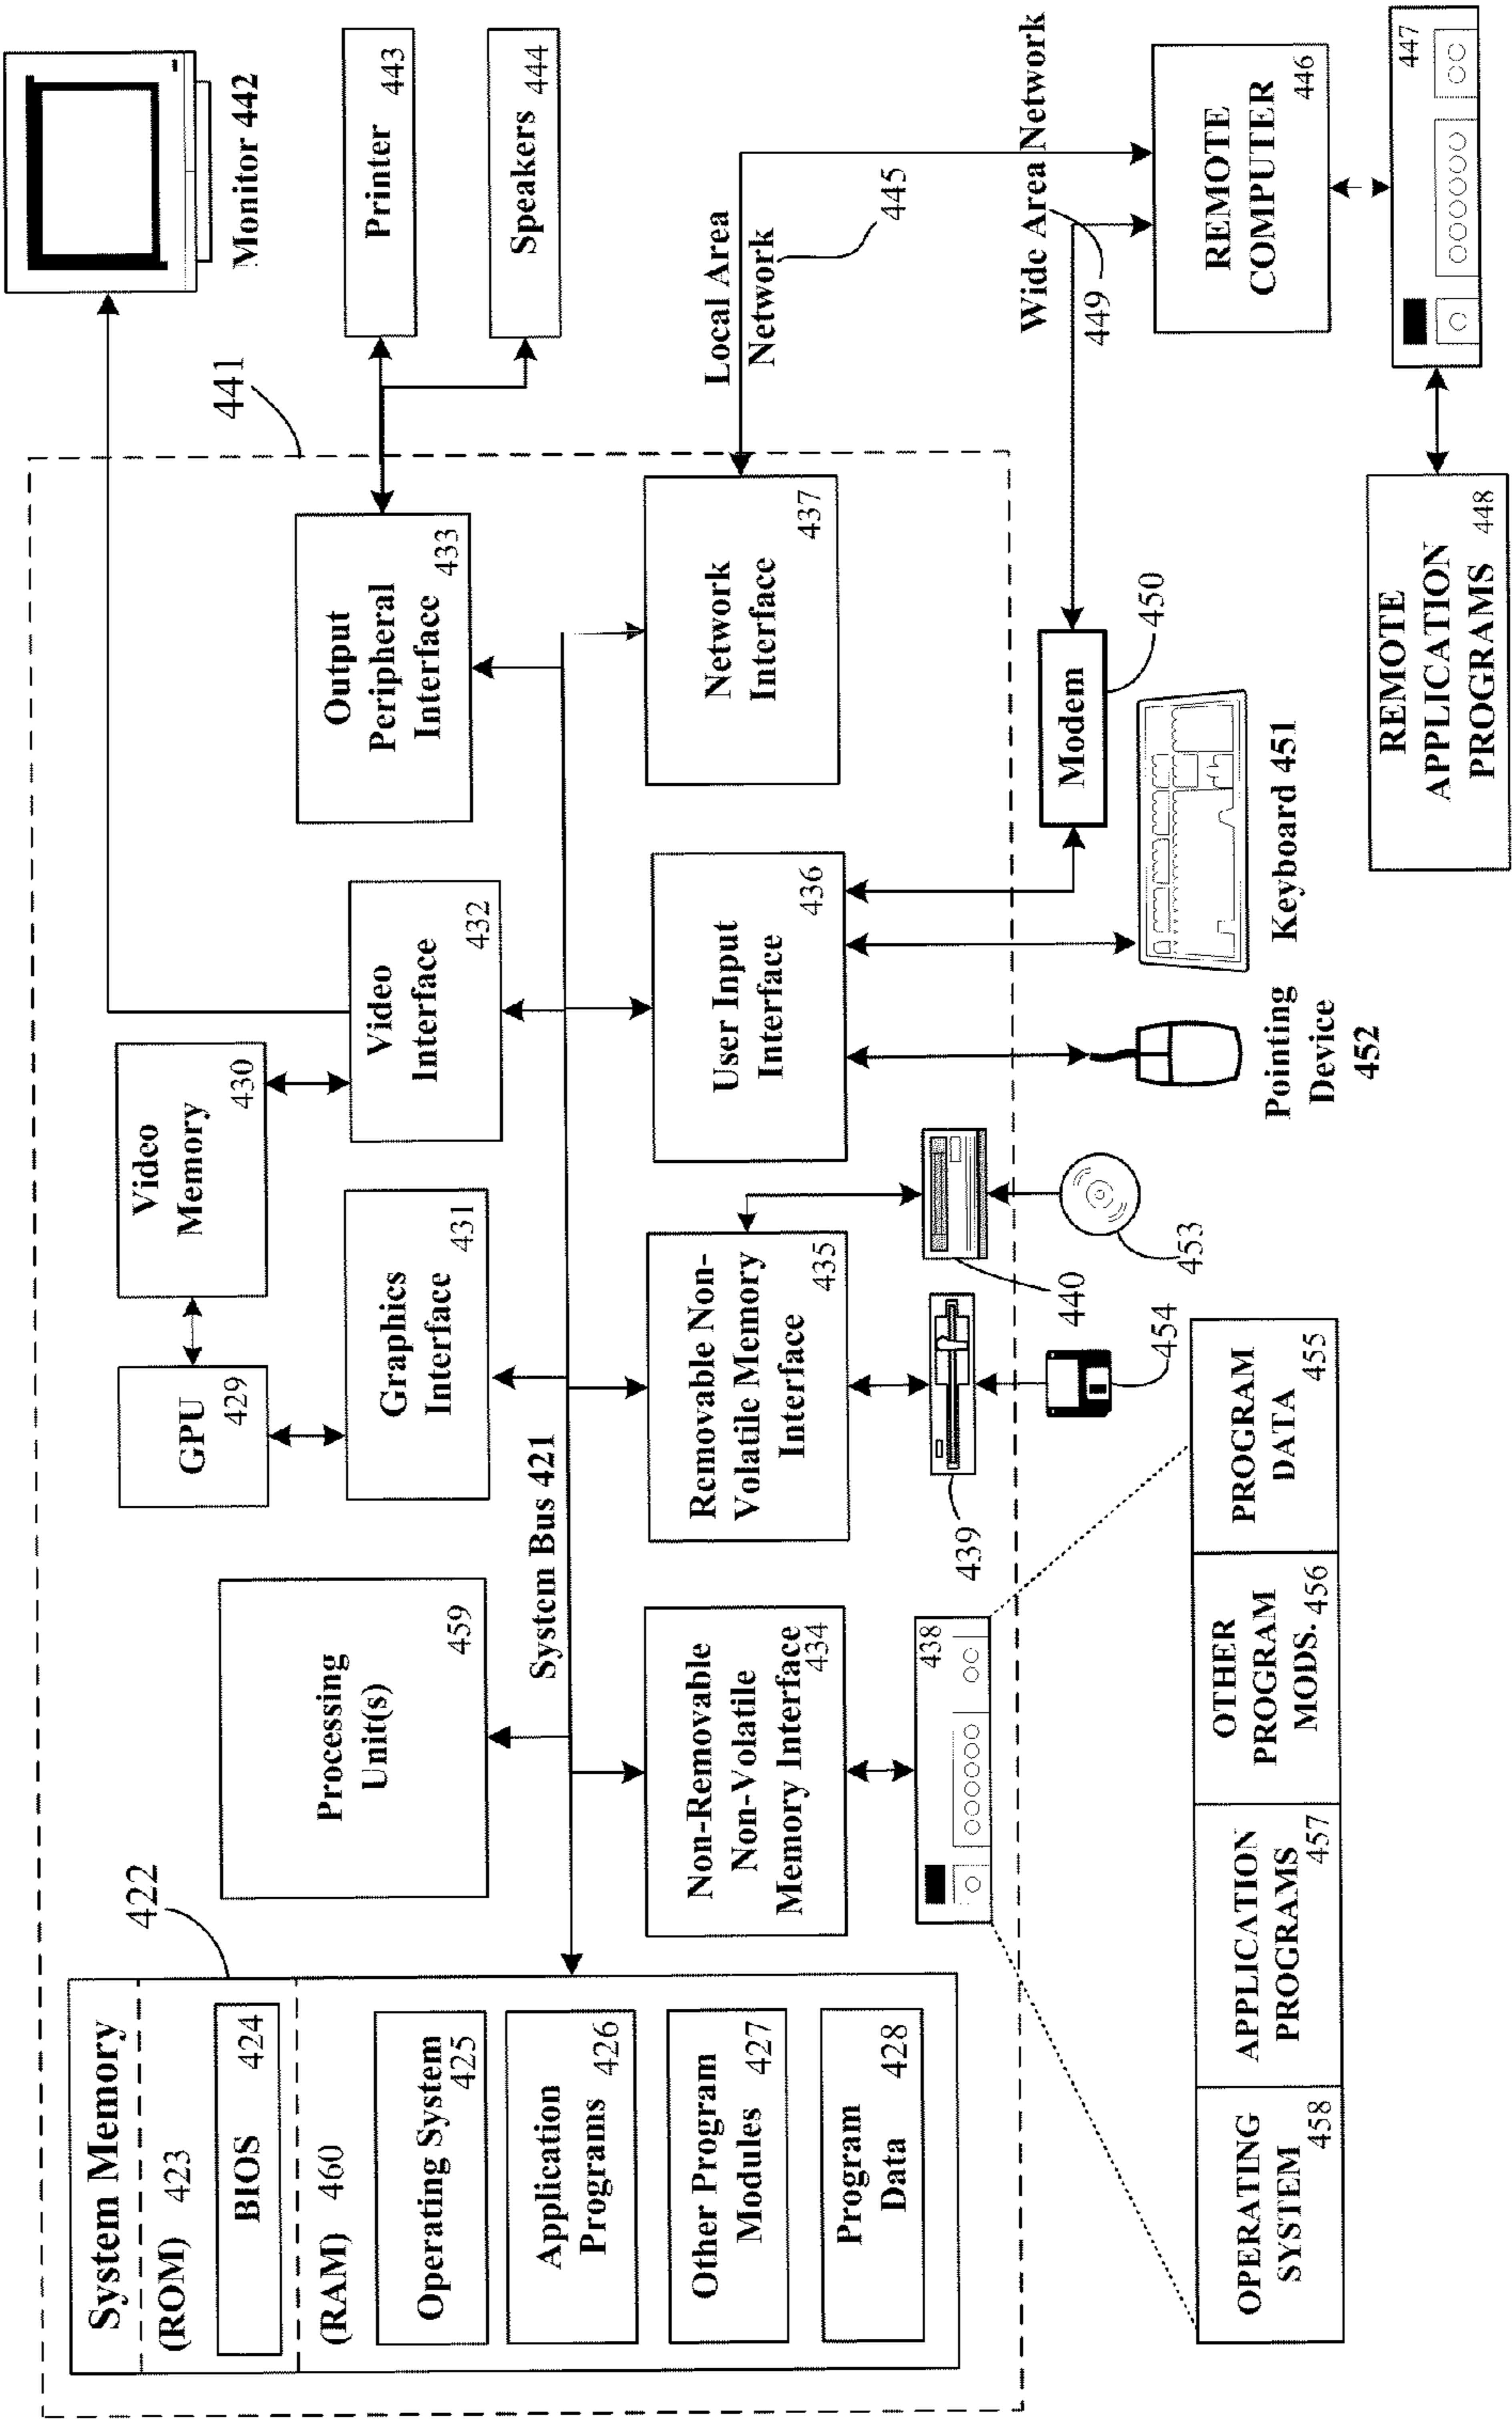 System Memory
(ROM) 423
BIOS 424
(RAM) 460
Operating System
425
Application
Programs 426
Other Program
Modules 427
Program
Data 428
422
Processing
Unit(s)
459
System Bus 421
GPU
429
Video
Memory
430
Graphics
Interface
431
Video
Interface
432
Output
Peripheral
Interface
433
441
Monitor 442
Printer
443
Speakers
444
Non-Removable
Non-Volatile
Memory Interface
434
Removable Non-
Volatile Memory
Interface
435
User Input
Interface
436
Network
Interface
437
Local Area
Network
445
438
439
440
453
454
Pointing
Device
452
Keyboard 451
Modem
450
Wide Area Network
449
REMOTE
COMPUTER
446
447
REMOTE
APPLICATION
PROGRAMS
448
OPERATING
SYSTEM
458
APPLICATION
PROGRAMS
457
OTHER
PROGRAM
MODS. 456
PROGRAM
DATA
455